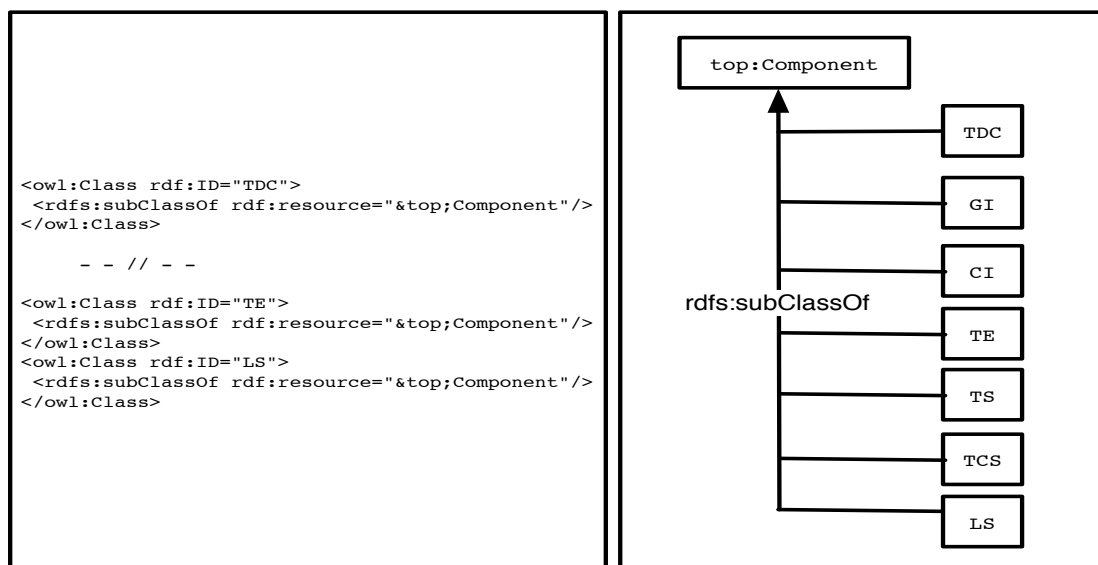 <owl:Class rdf:ID="TDC">
 <rdfs:subClassOf rdf:resource="&top;Component"/>
</owl:Class>
- - // - -
<owl:Class rdf:ID="TE">
 <rdfs:subClassOf rdf:resource="&top;Component"/>
</owl:Class>
<owl:Class rdf:ID="LS">
 <rdfs:subClassOf rdf:resource="&top;Component"/>
</owl:Class>
top:Component
TDC
GI
CI
rdfs:subClassOf
TE
TS
TCS
LS